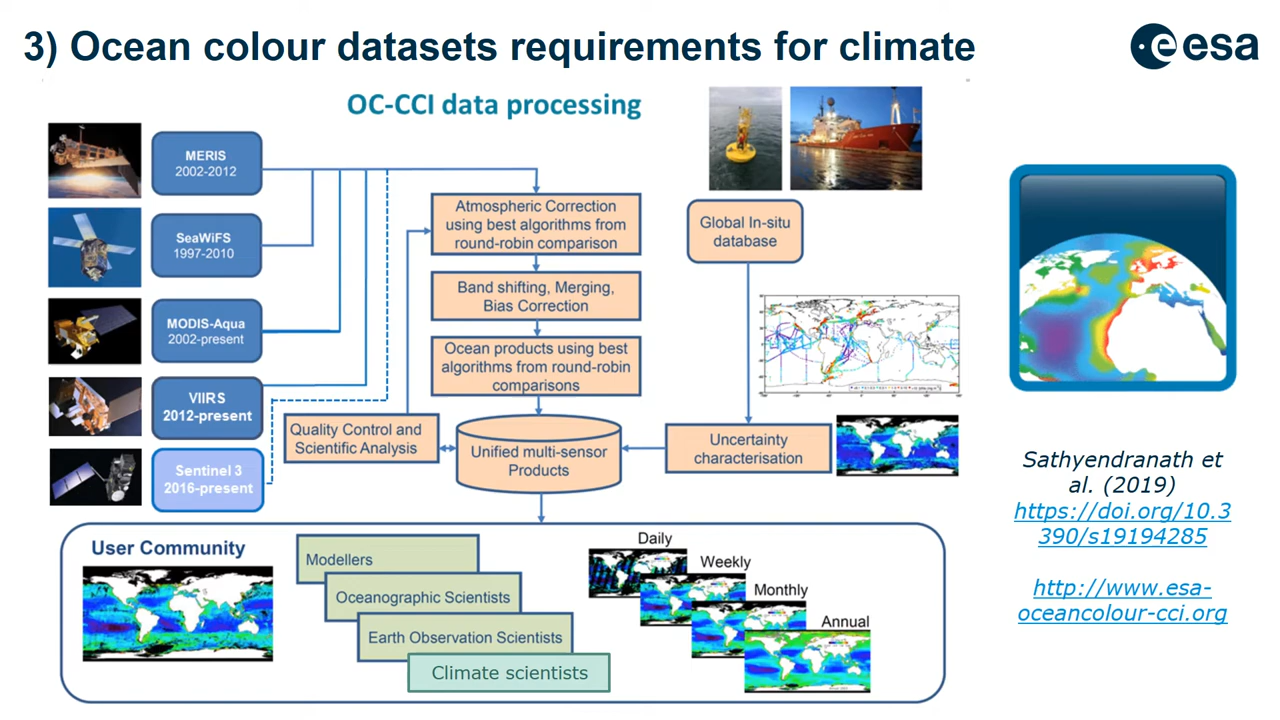 3) Ocean colour datasets requirements for climate
esa
OC-CCI data processing
MERIS
2002-2012
SeaWiFS
1997-2010
MODIS-Aqua
2002-present
VIIRS
2012-present
Sentinel 3
2016-present
Atmospheric Correction
using best algorithms from
round-robin comparison
Band shifting, Merging,
Bias Correction
Ocean products using best
algorithms from round-robin
comparisons
Quality Control and
Scientific Analysis
Unified multi-sensor
Products
Global In-situ
database
Uncertainty
characterisation
User Community
Modellers
Oceanographic Scientists
Earth Observation Scientists
Climate scientists
Daily
Weekly
Monthly
Annual
Sathyendranath et
al. (2019)
https://doi.org/10.3
390/s19194285
http://www.esa-
oceancolour-cci.org